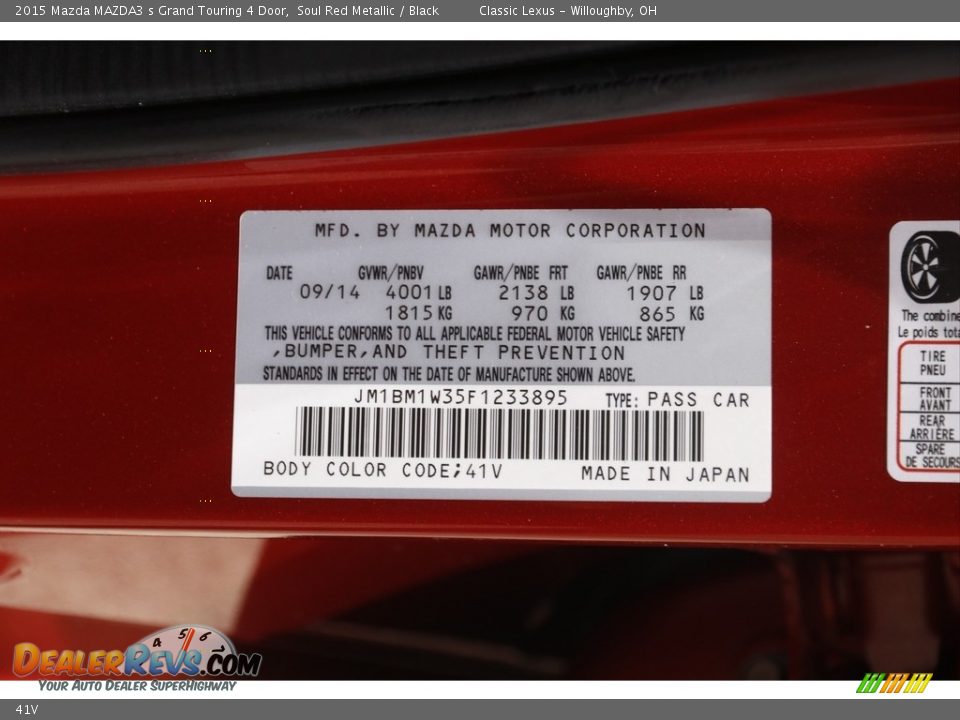 2015 Mazda MAZDA3 s Grand Touring 4 Door, Soul Red Metallic / Black Classic Lexus - Willoughby, OH
MFD. BY MAZDA MOTOR CORPORATION
DATE GVWR/PNBV GAWR/PNBE FRT GAWR/PNBE RR
09/14 4001 LB 2138 LB 1907 LB
1815 KG 970 KG 865 KG
THIS VEHICLE CONFORMS TO ALL APPLICABLE FEDERAL MOTOR VEHICLE SAFETY
,BUMPER,AND THEFT PREVENTION
STANDARDS IN EFFECT ON THE DATE OF MANUFACTURE SHOWN ABOVE.
JM1BM1W35F1233895 TYPE: PASS CAR
BODY COLOR CODE;41V MADE IN JAPAN
The combine
Le poids tota
TIRE
PNEU
FRONT
AVANT
REAR
ARRIÈRE
SPARE
DE SECOURS
4 5 6
DEALERREVS.COM
YOUR AUTO DEALER SUPERHIGHWAY
41V